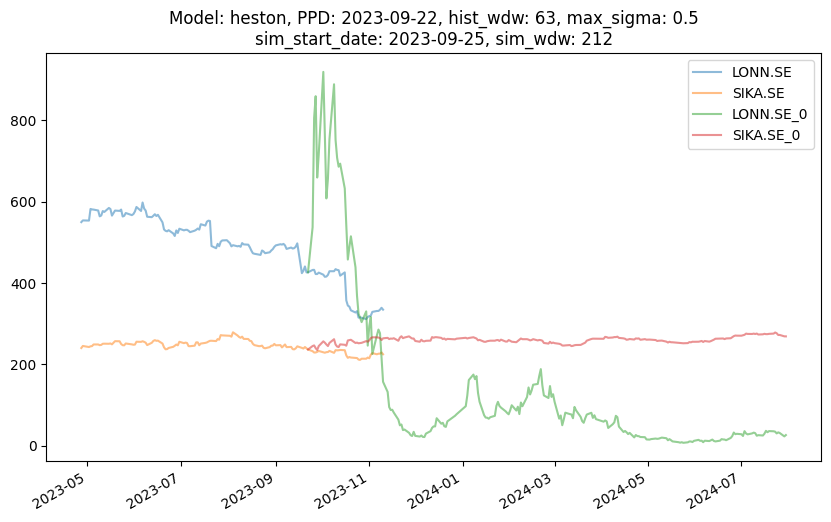 Model: heston, PPD: 2023-09-22, hist_wdw: 63, max_sigma: 0.5
sim_start_date: 2023-09-25, sim_wdw: 212
LONN.SE
SIKA.SE
LONN.SE_0
SIKA.SE_0
800
600
400
200
0
2023-05
2023-07
2023-09
2023-11
2024-01
2024-03
2024-05
2024-07